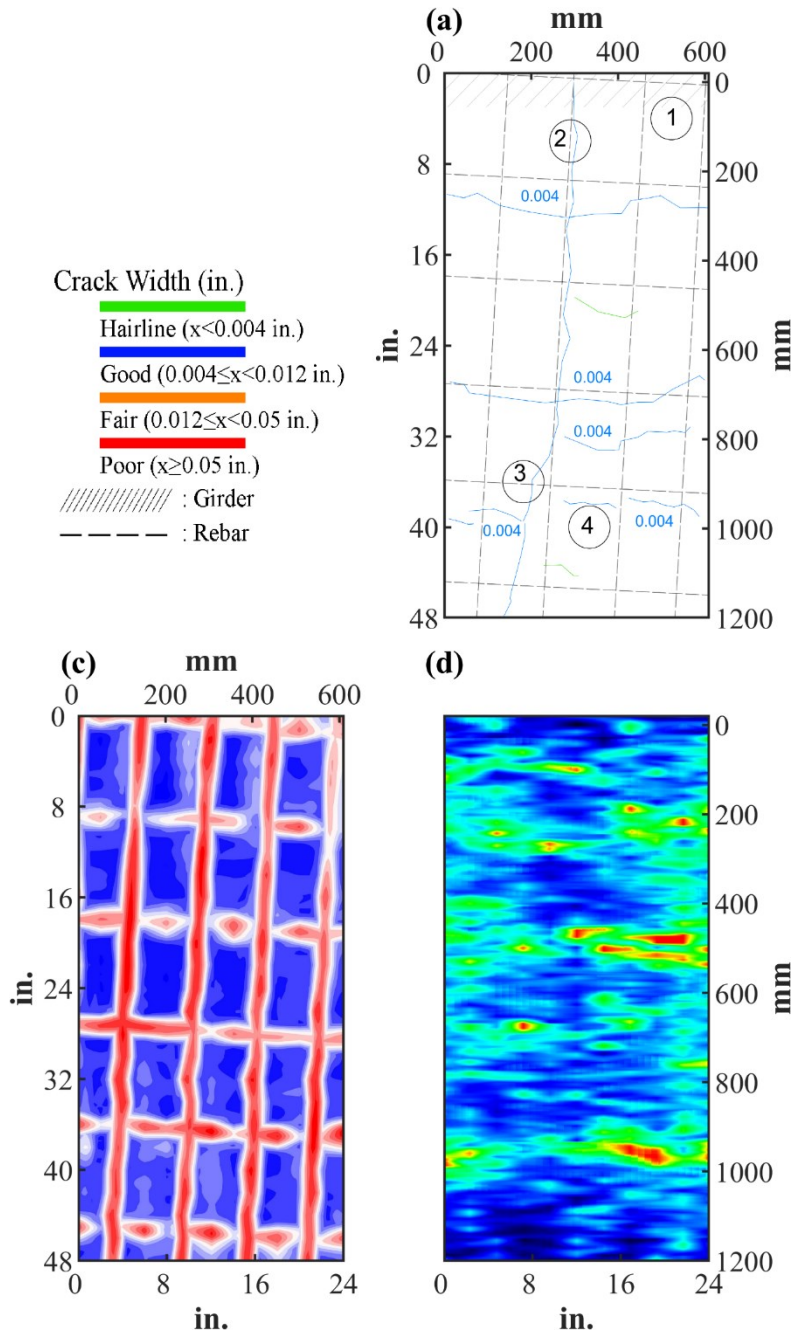 (a)
mm
0 200 400 600
0
8
16
24
32
40
48
in.
0
200
400
600
800
1000
1200
mm
1
2
3
4
0.004
0.004
0.004
0.004
0.004
Crack Width (in.)
Hairline (x<0.004 in.)
Good (0.004≤x<0.012 in.)
Fair (0.012≤x<0.05 in.)
Poor (x≥0.05 in.)
: Girder
: Rebar
(c)
mm
0 200 400 600
0
8
16
24
32
40
48
in.
0 8 16 24
in.
(d)
0
200
400
600
800
1000
1200
mm
0 8 16 24
in.